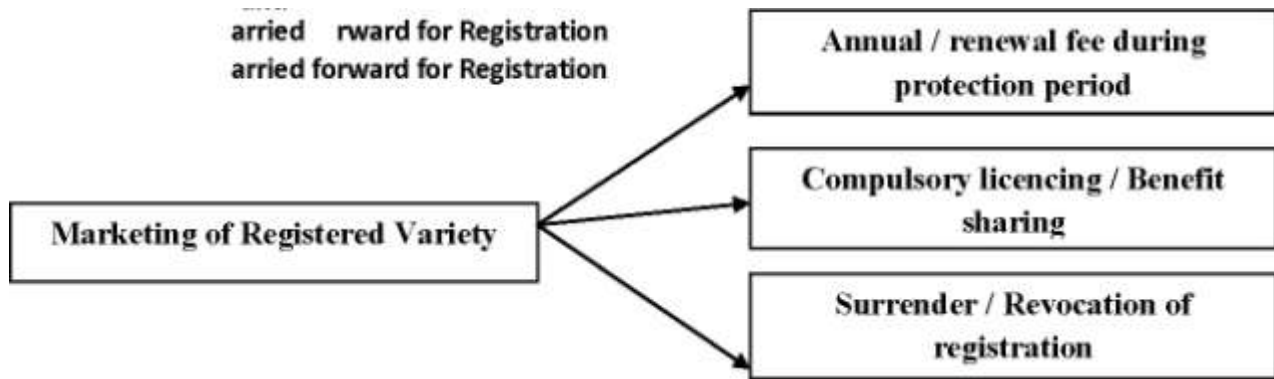 arried rward for Registration
arried forward for Registration
Annual / renewal fee during
protection period
Compulsory licencing / Benefit
sharing
Marketing of Registered Variety
Surrender / Revocation of
registration